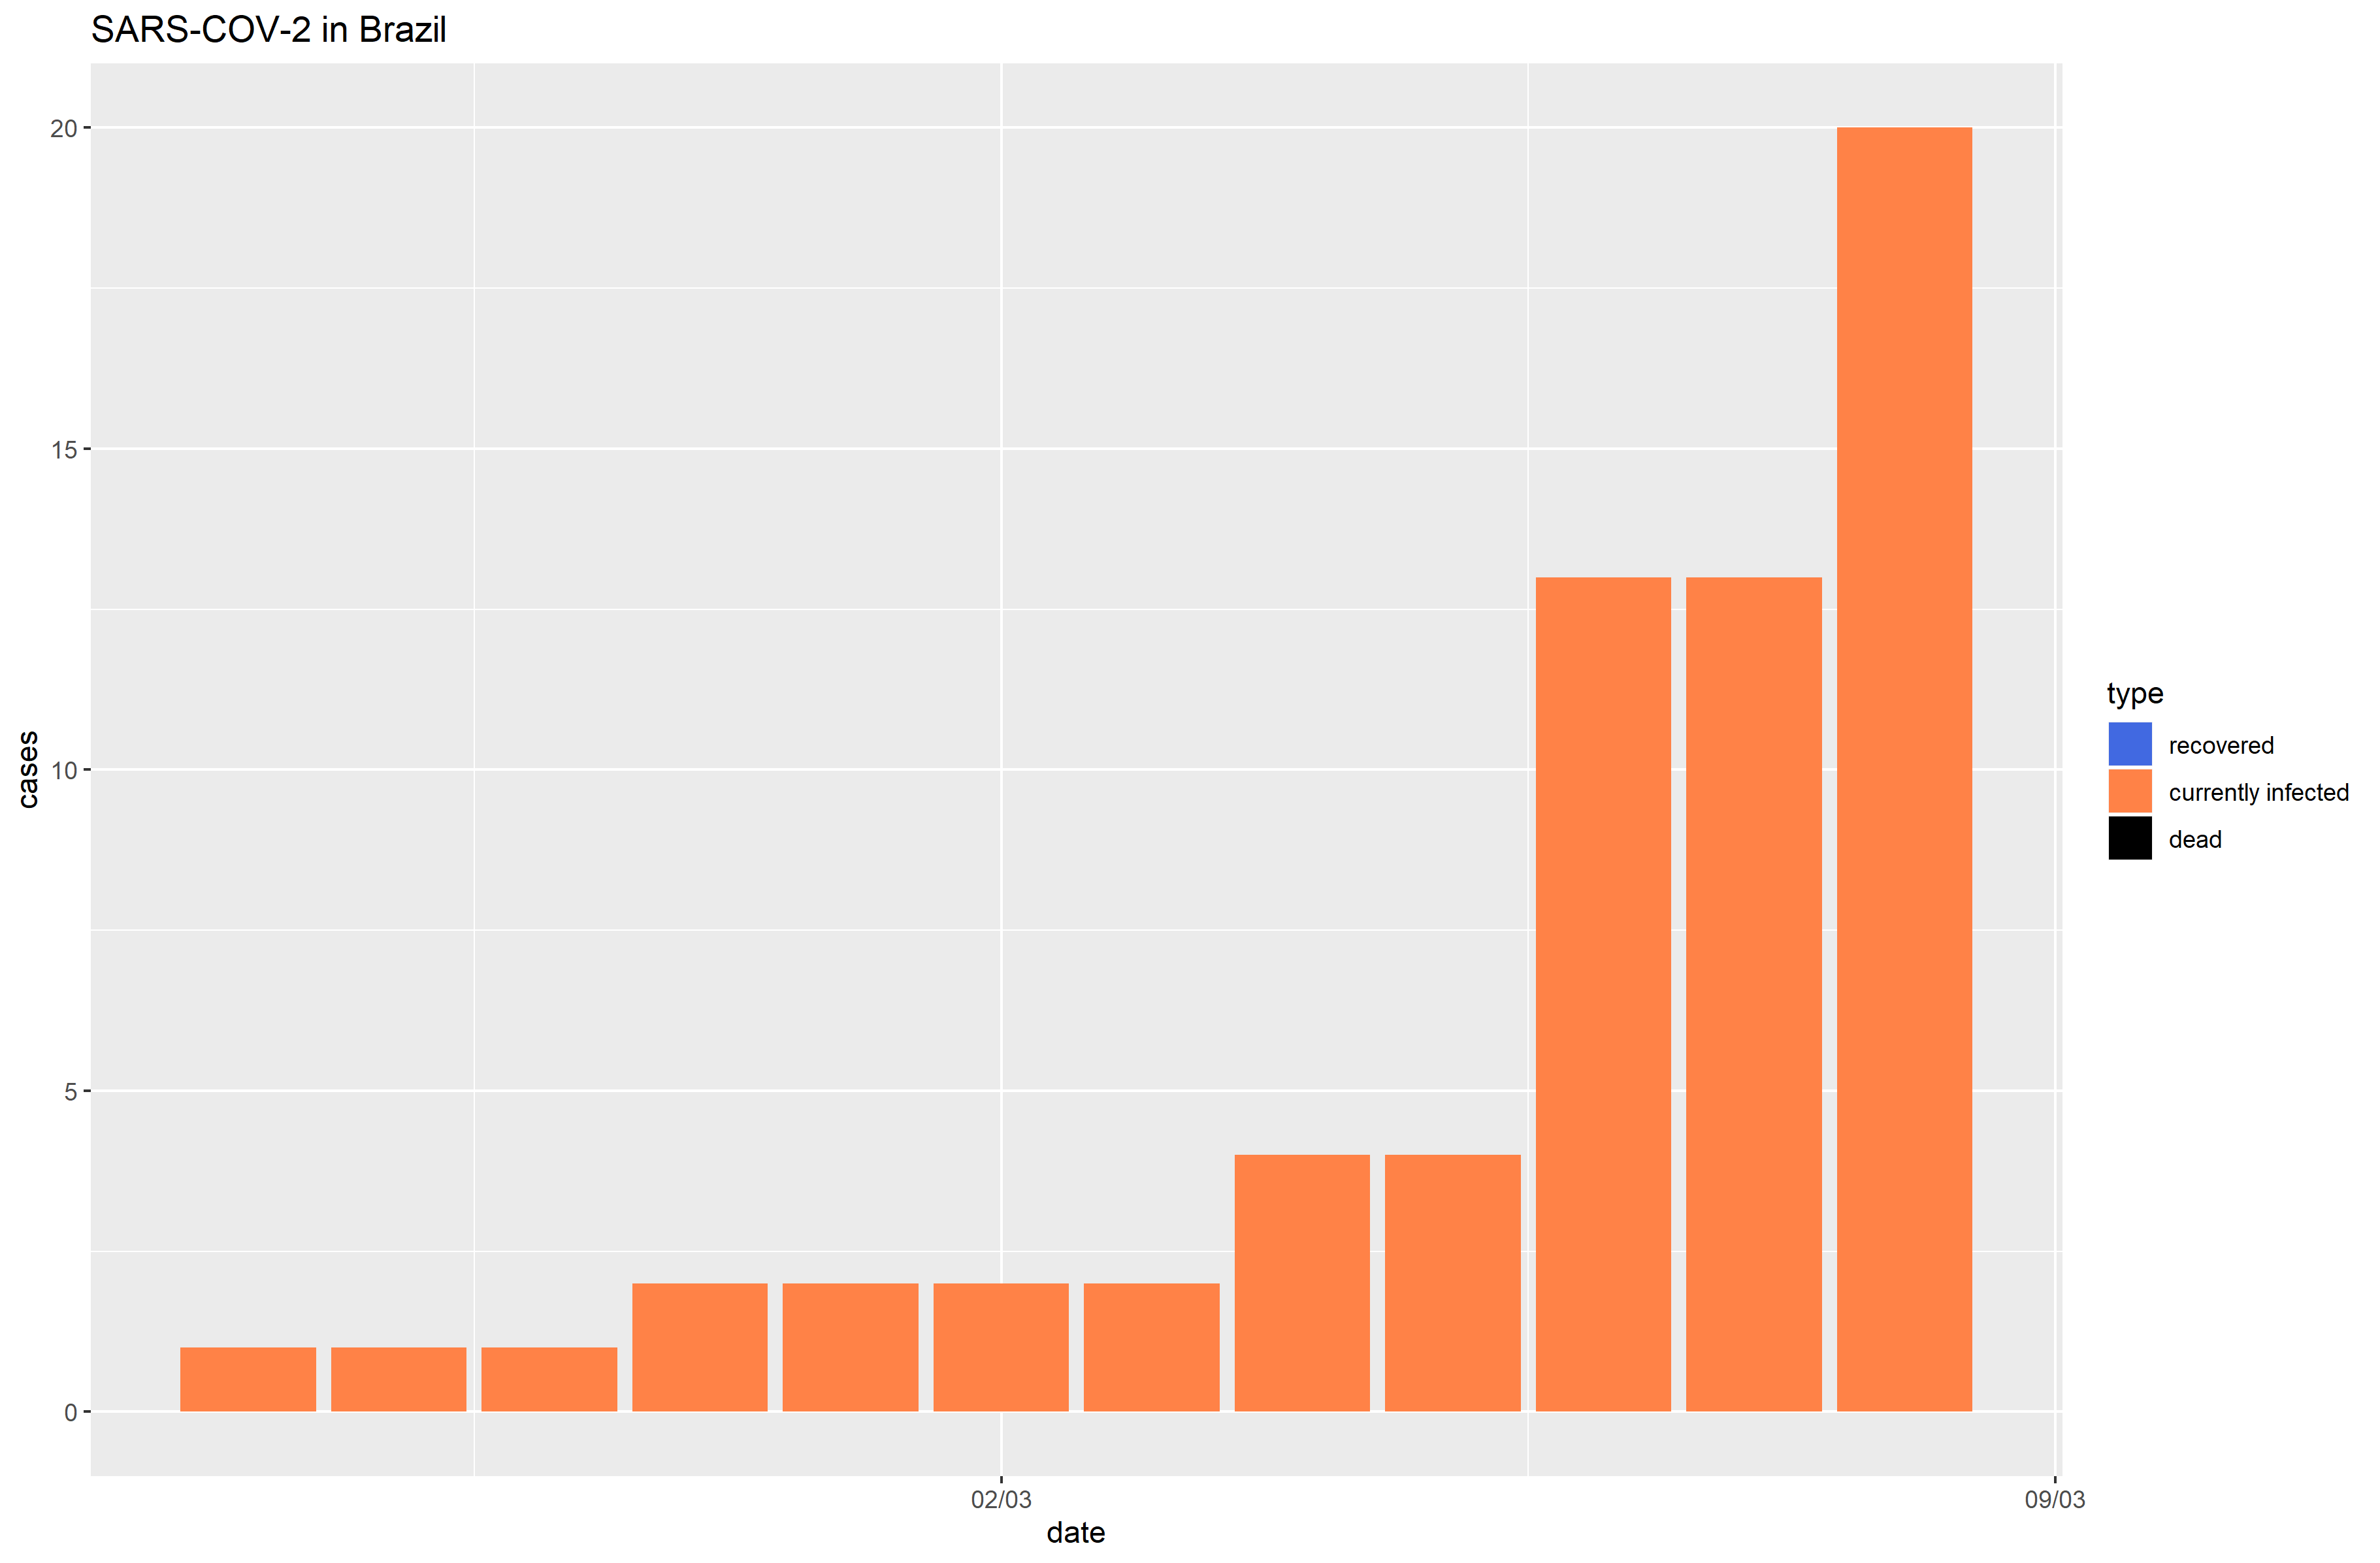 SARS-COV-2 in Brazil
20
15
10
5
0
cases
02/03
09/03
date
type
recovered
currently infected
dead